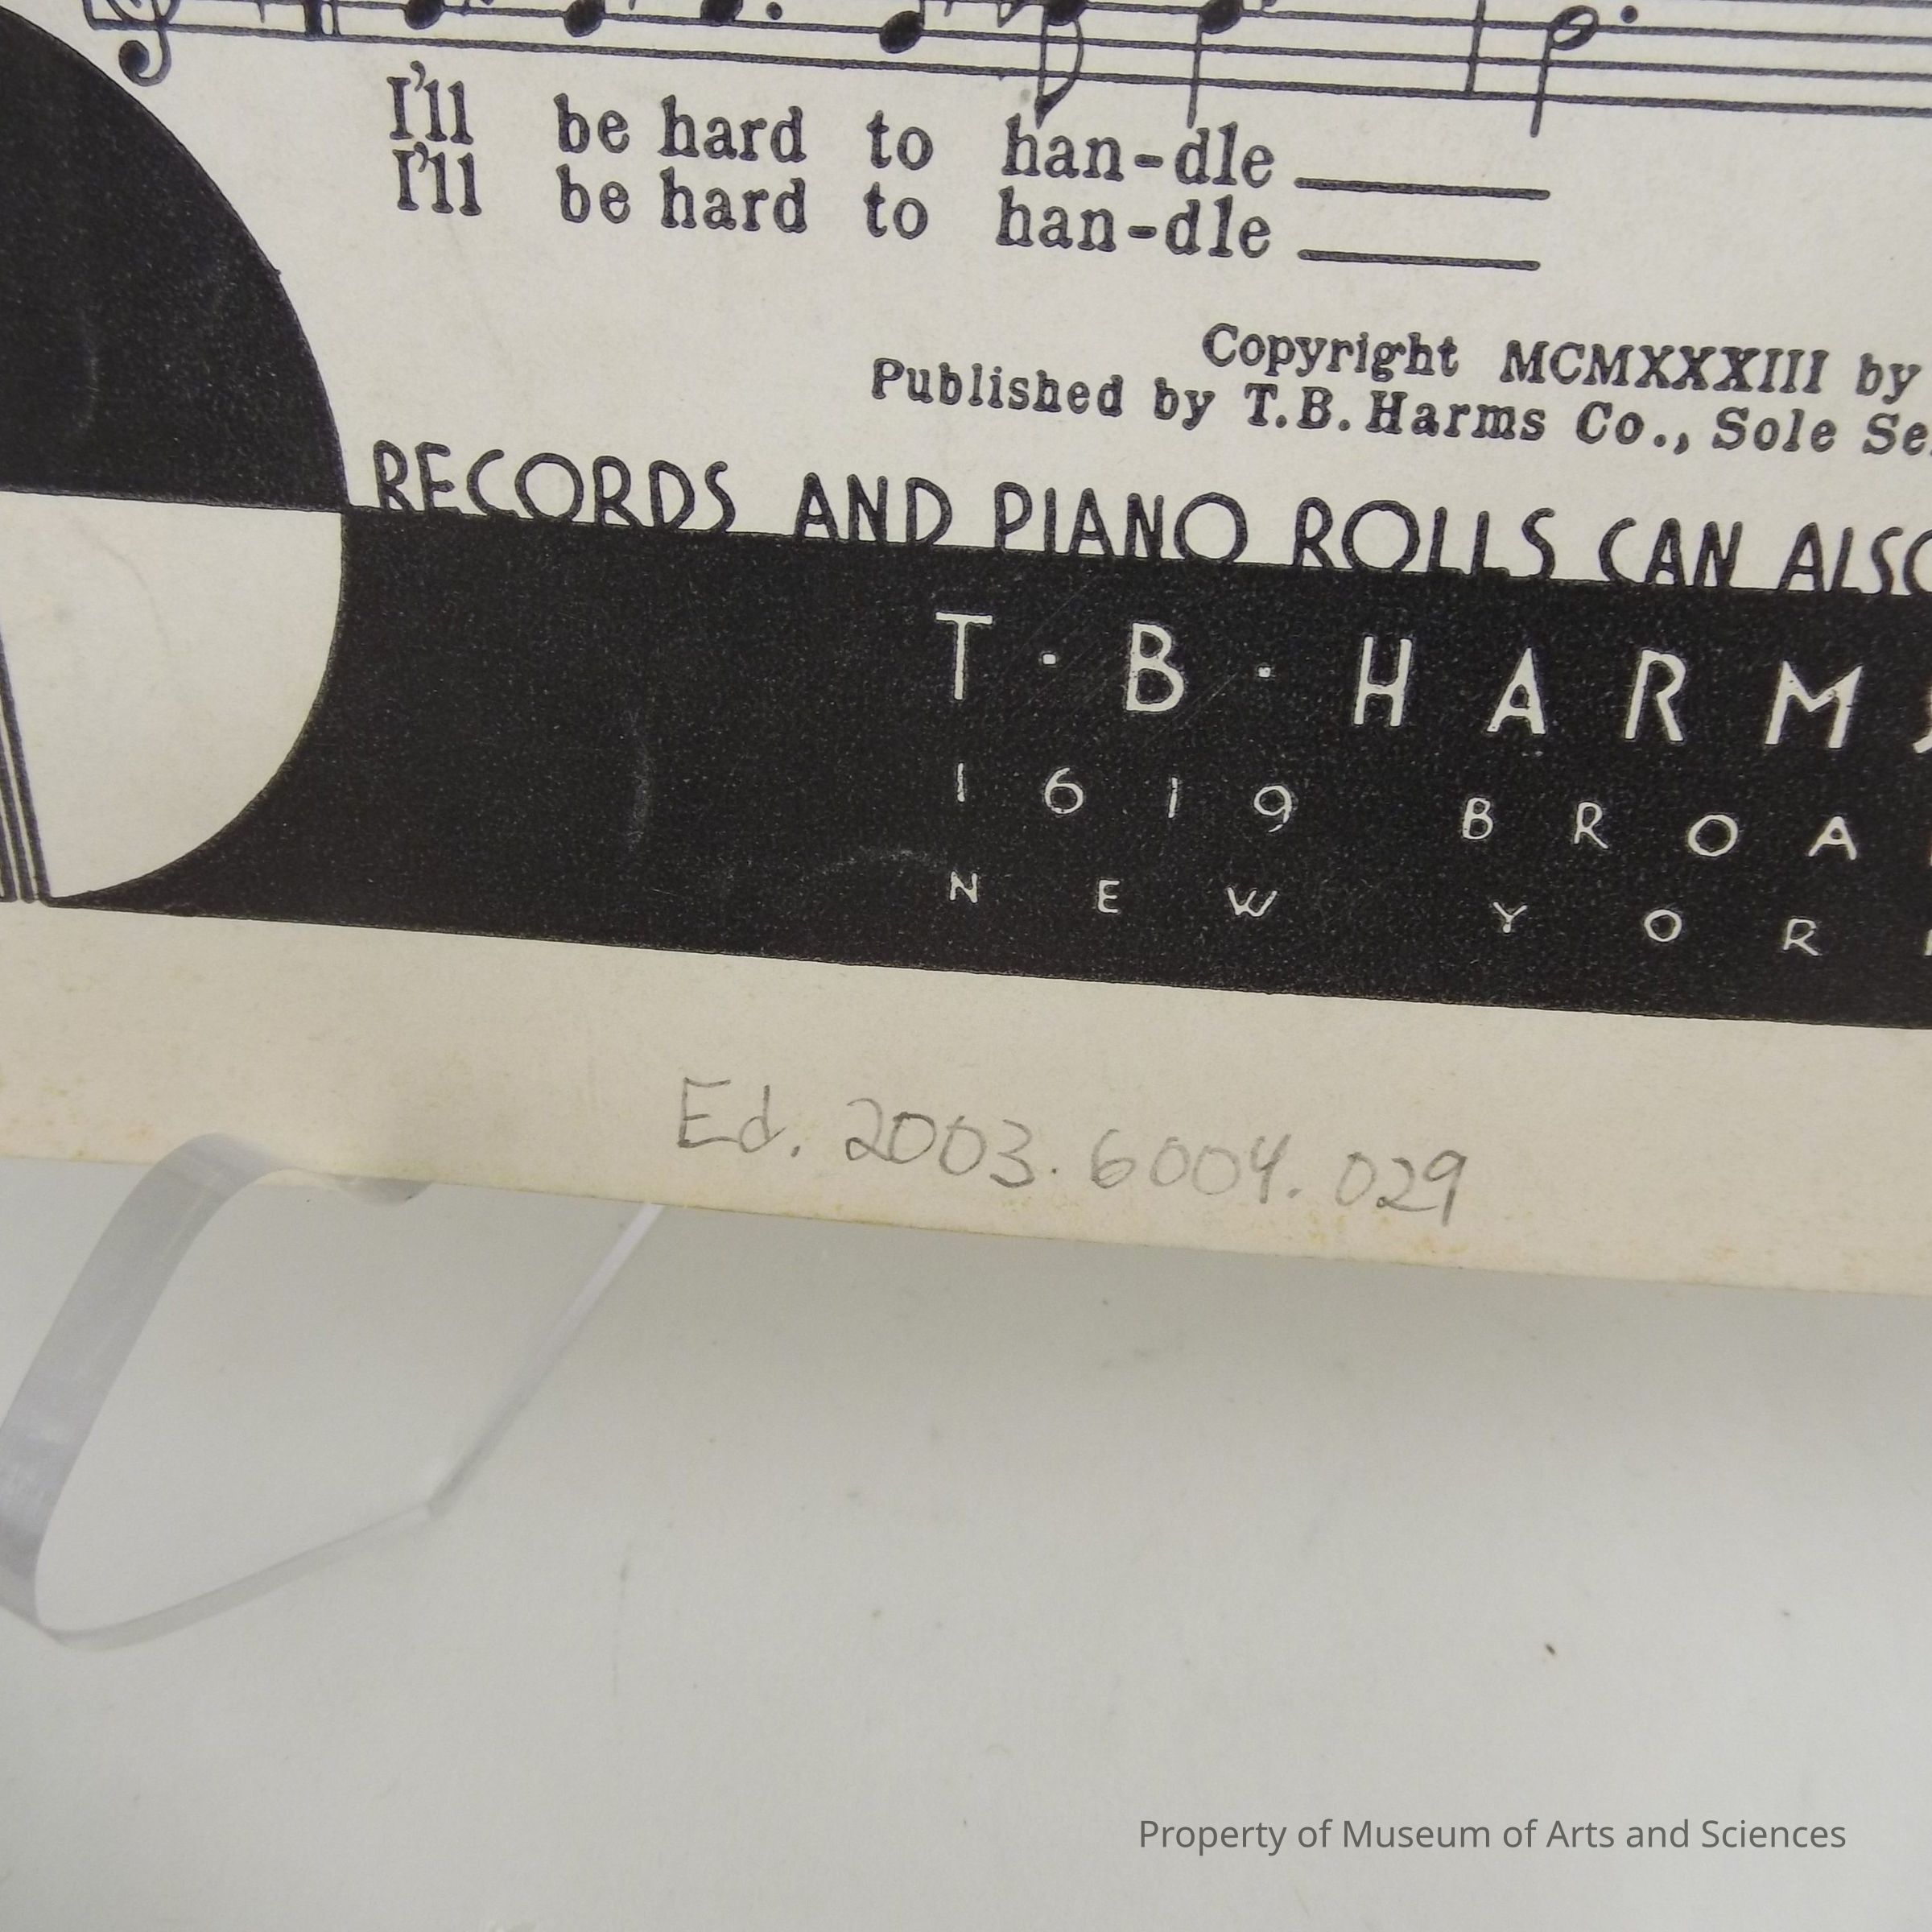 I'll be hard to han-dle
I'll be hard to han-dle
Copyright MCMXXXIII by
Published by T.B. Harms Co., Sole
RECORDS AND PIANO ROLLS CAN ALSO
T·B·HARMS
1619 BROA
NEW YOR
Ed. 2003.6004.029
Property of Museum of Arts and Sciences